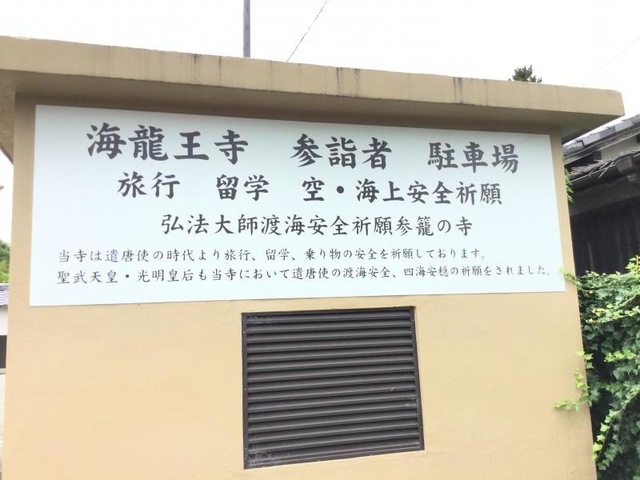 海龍王寺　参詣者　駐車場
旅行　留学　空・海上安全祈願
弘法大師渡海安全祈願参籠の寺
当寺は遣唐使の時代より旅行、留学、乗り物の安全を祈願しております。
聖武天皇・光明皇后も当寺において遣唐使の渡海安全、四海安穏の祈願をされました。